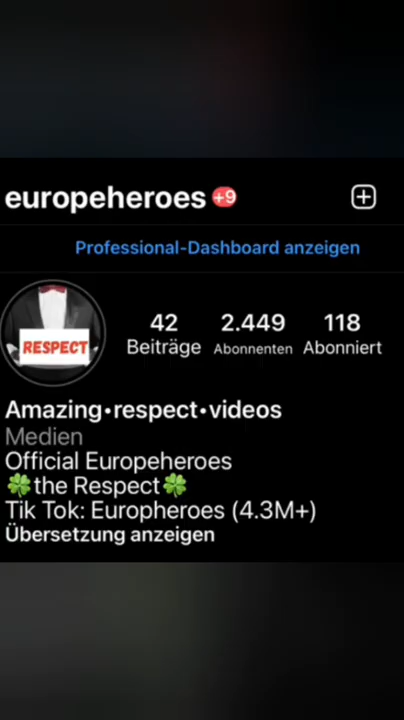 europeheroes +9
Professional-Dashboard anzeigen
RESPECT
42 2.449 118
Beiträge Abonnenten Abonniert
Amazing•respect•videos
Medien
Official Europeheroes
🍀the Respect🍀
Tik Tok: Europheroes (4.3M+)
Übersetzung anzeigen